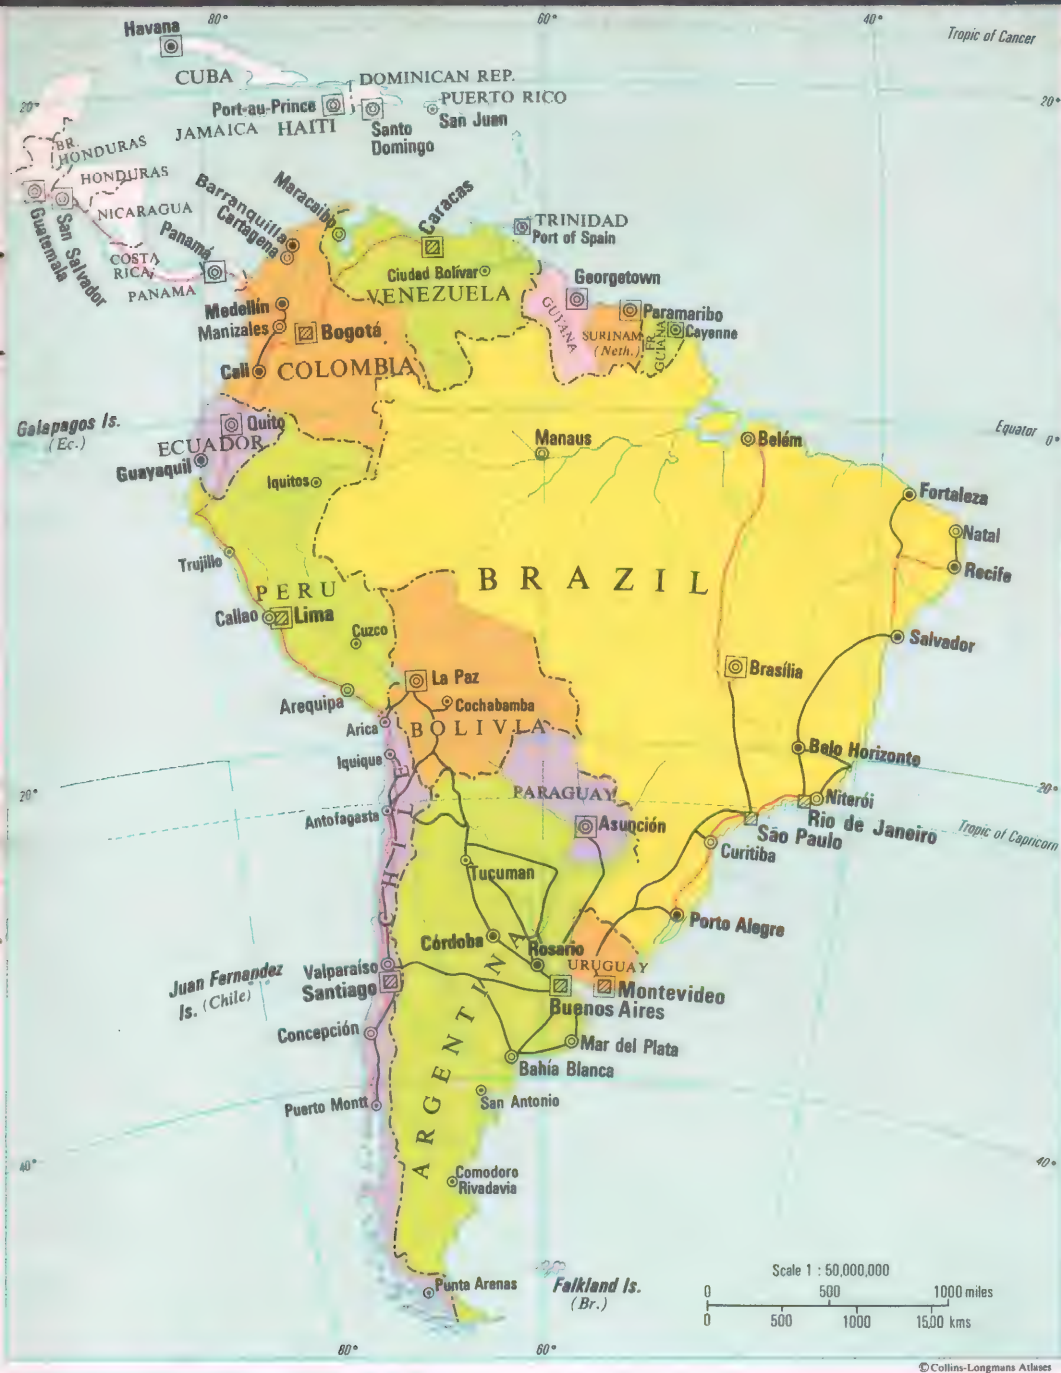 80°
60°
40°
Tropic of Cancer
Havana
CUBA
DOMINICAN REP.
20°
Port-au-Prince
PUERTO RICO
20°
San Juan
JAMAICA
HAITI
Santo
Domingo
BR.
HONDURAS
HONDURAS
NICARAGUA
Guatemala
San Salvador
COSTA
RICA
Panamá
PANAMA
Barranquilla
Cartagena
Maracaibo
Caracas
TRINIDAD
Port of Spain
Ciudad Bolívar
VENEZUELA
Georgetown
GUYANA
Paramaribo
SURINAM
(Neth.)
FR.
GUIANA
Cayenne
Medellín
Manizales
Bogotá
Cali
COLOMBIA
Galapagos Is.
(Ec.)
Quito
ECUADOR
Guayaquil
Equator
0°
Manaus
Belém
Iquitos
Fortaleza
Natal
Recife
Trujillo
BRAZIL
PERU
Callao
Lima
Cuzco
Salvador
La Paz
Brasília
Arequipa
Cochabamba
Arica
BOLIVIA
Belo Horizonte
Iquique
20°
20°
PARAGUAY
Niterói
Antofagasta
Asunción
Rio de Janeiro
São Paulo
Tropic of Capricorn
Curitiba
CHILE
Tucuman
Porto Alegre
Córdoba
Rosario
URUGUAY
Juan Fernandez
Is. (Chile)
Valparaíso
Santiago
Montevideo
Buenos Aires
Concepción
Mar del Plata
Bahía Blanca
ARGENTINA
Puerto Montt
San Antonio
40°
40°
Comodoro
Rivadavia
Punta Arenas
Falkland Is.
(Br.)
Scale 1 : 50,000,000
0 500 1000 miles
0 500 1000 1500 kms
80°
60°
© Collins-Longmans Atlases